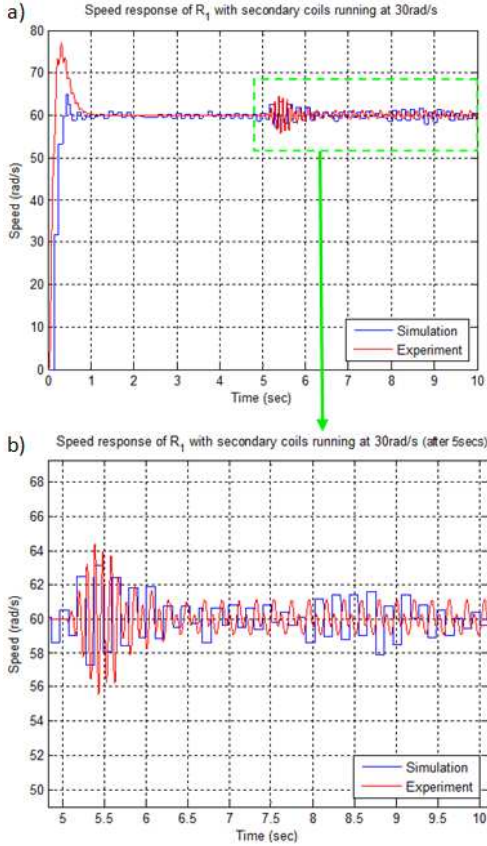 a)
Speed response of R1 with secondary coils running at 30rad/s
Speed (rad/s)
80
70
60
50
40
30
20
10
0
0 1 2 3 4 5 6 7 8 9 10
Time (sec)
Simulation
Experiment
b)
Speed response of R1 with secondary coils running at 30rad/s (after 5secs)
Speed (rad/s)
68
66
64
62
60
58
56
54
52
50
5 5.5 6 6.5 7 7.5 8 8.5 9 9.5 10
Time (sec)
Simulation
Experiment